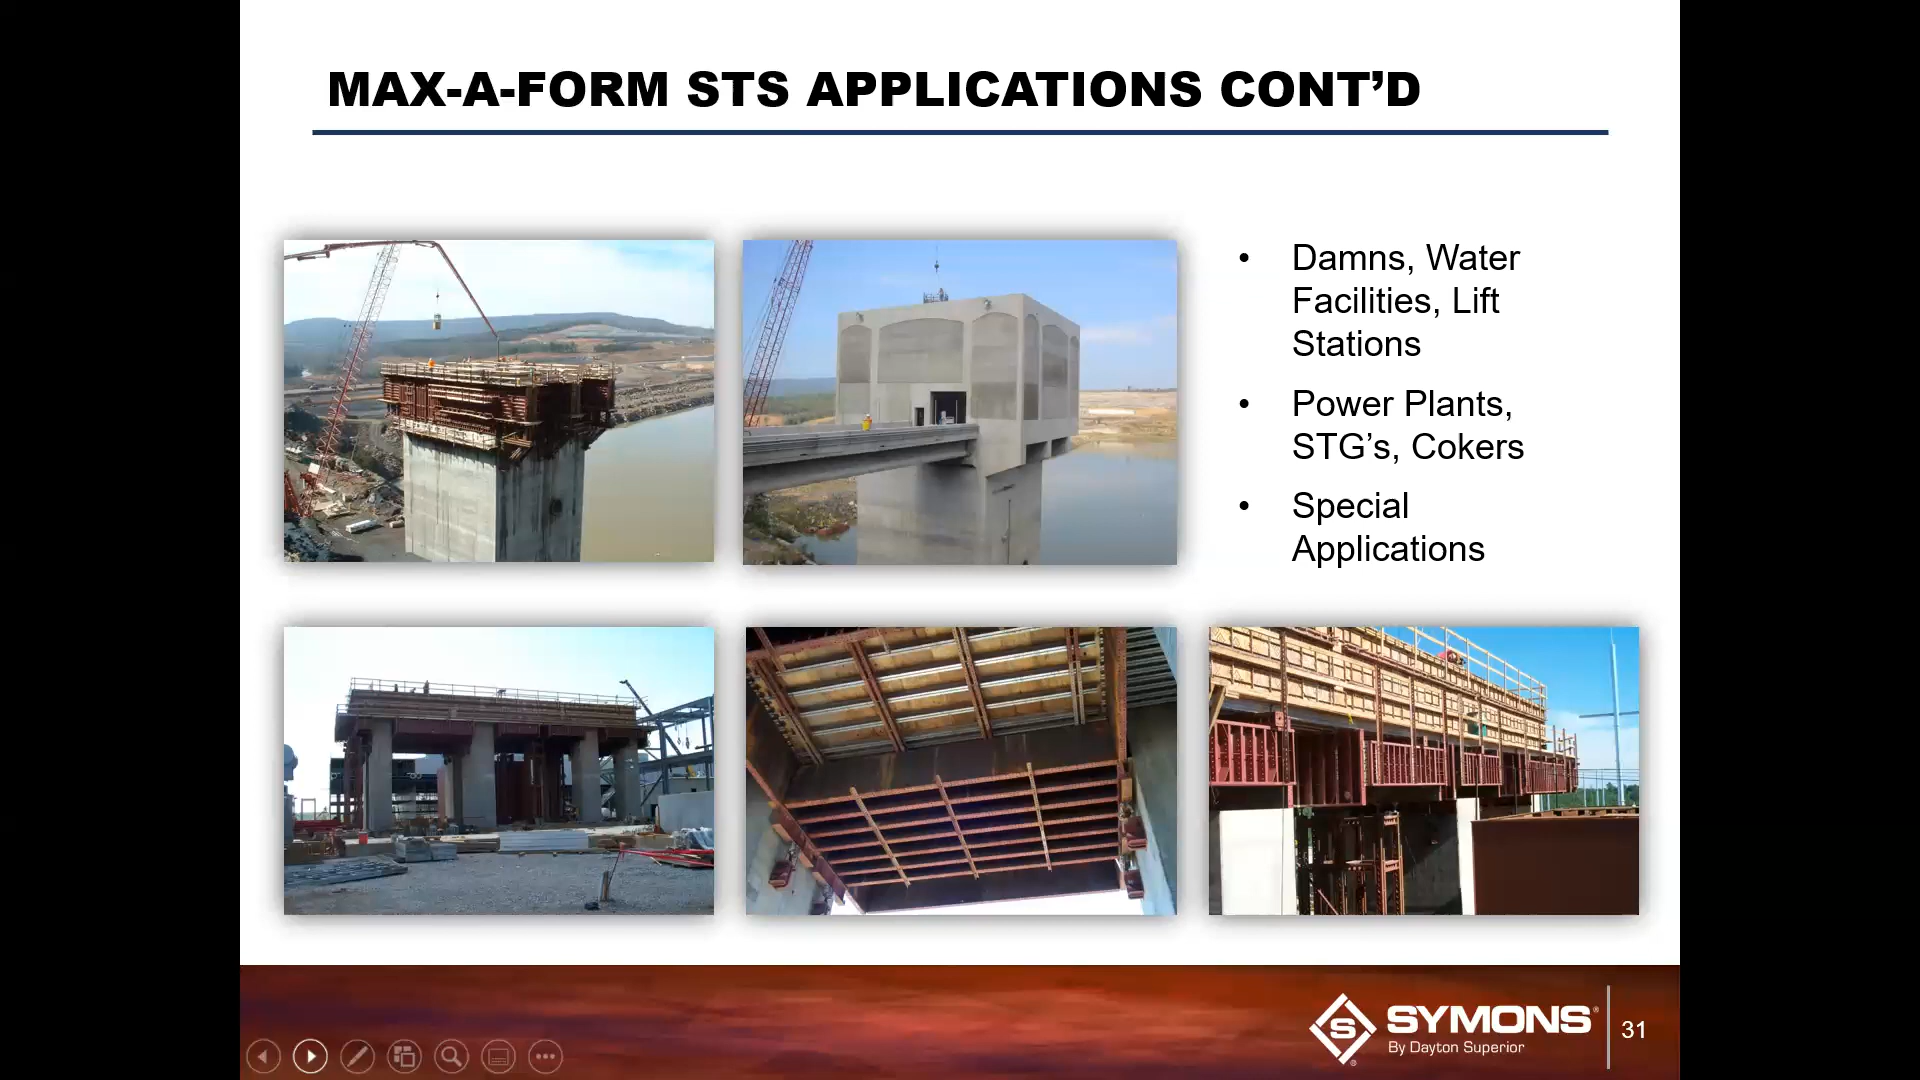 MAX-A-FORM STS APPLICATIONS CONT’D
• Damns, Water
Facilities, Lift
Stations
• Power Plants,
STG’s, Cokers
• Special
Applications
S SYMONS®
By Dayton Superior
31